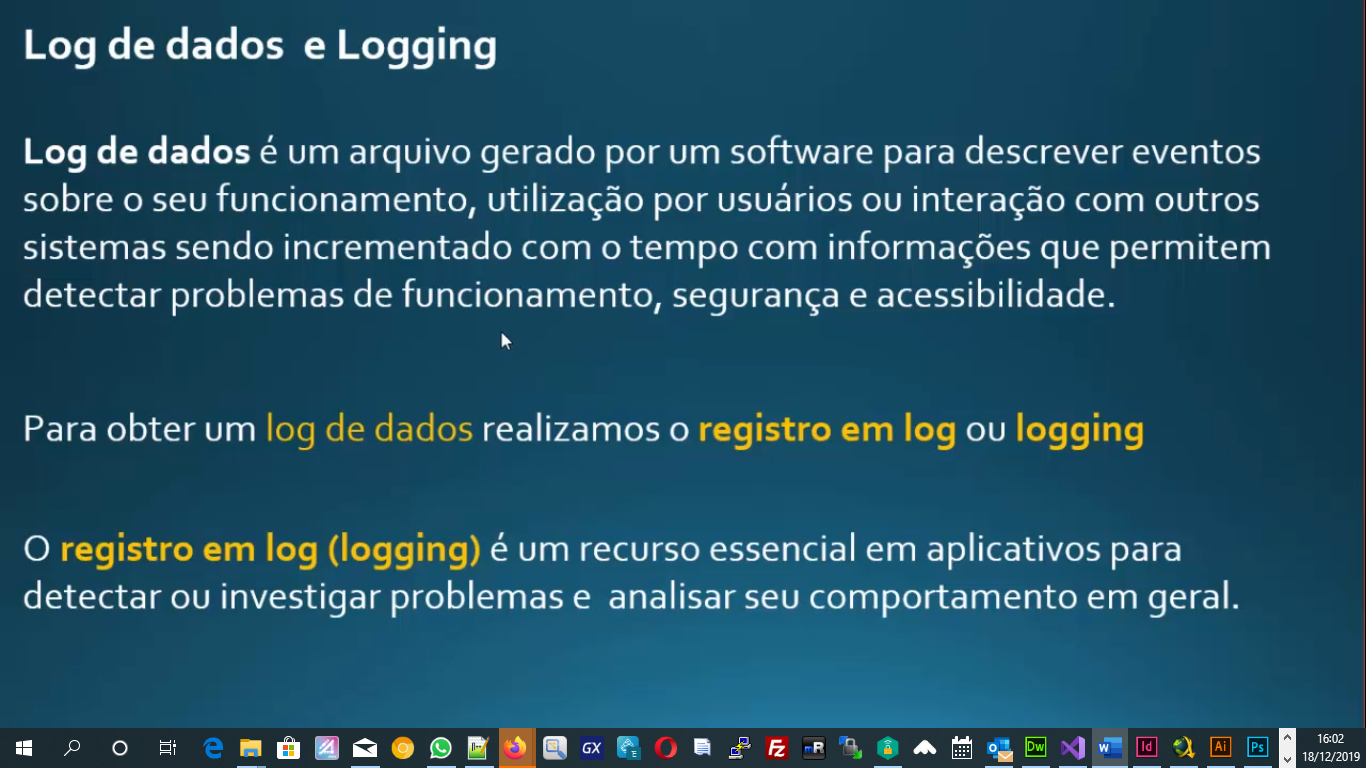 Log de dados e Logging
Log de dados é um arquivo gerado por um software para descrever eventos
sobre o seu funcionamento, utilização por usuários ou interação com outros
sistemas sendo incrementado com o tempo com informações que permitem
detectar problemas de funcionamento, segurança e acessibilidade.
Para obter um log de dados realizamos o registro em log ou logging
O registro em log (logging) é um recurso essencial em aplicativos para
detectar ou investigar problemas e analisar seu comportamento em geral.
GX Fz mR Dw W Id Ai Ps
16:02
18/12/2019